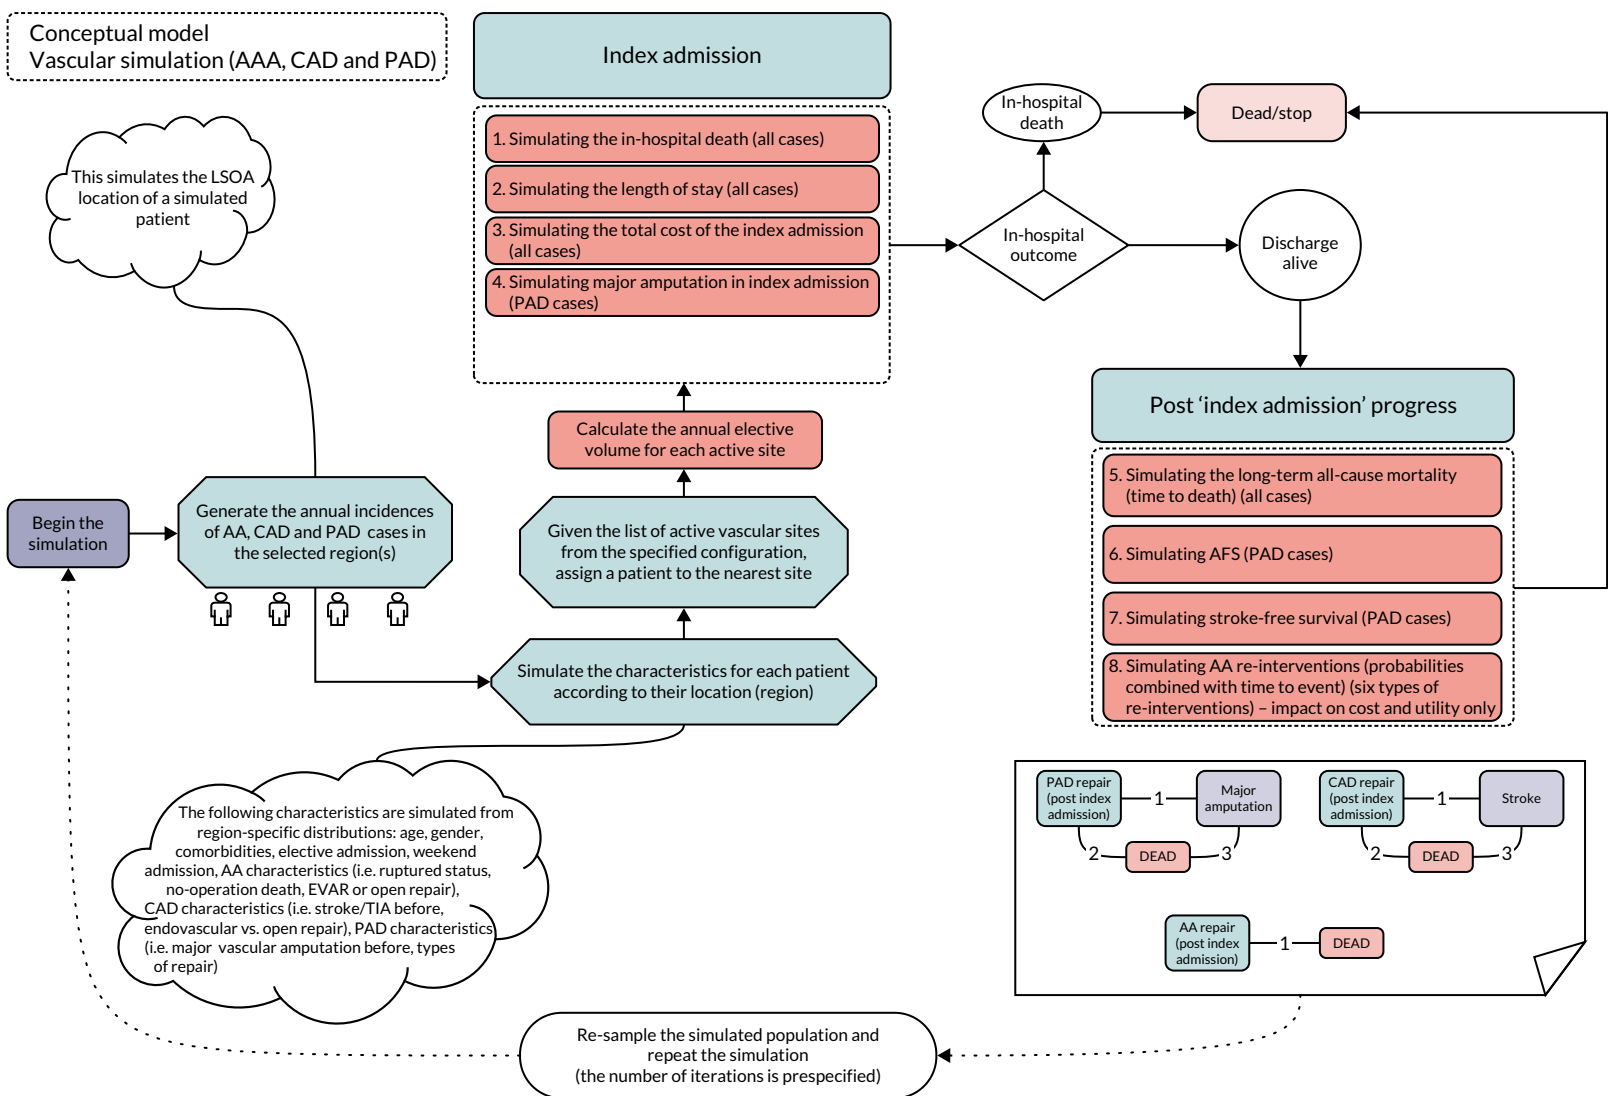 Conceptual model
Vascular simulation (AAA, CAD and PAD)
This simulates the LSOA
location of a simulated
patient
Begin the
simulation
Generate the annual incidences
of AA, CAD and PAD cases in
the selected region(s)
Simulate the characteristics for each patient
according to their location (region)
The following characteristics are simulated from
region-specific distributions: age, gender,
comorbidities, elective admission, weekend
admission, AA characteristics (i.e. ruptured status,
no-operation death, EVAR or open repair),
CAD characteristics (i.e. stroke/TIA before,
endovascular vs. open repair), PAD characteristics
(i.e. major vascular amputation before, types
of repair)
Given the list of active vascular sites
from the specified configuration,
assign a patient to the nearest site
Calculate the annual elective
volume for each active site
Index admission
1. Simulating the in-hospital death (all cases)
2. Simulating the length of stay (all cases)
3. Simulating the total cost of the index admission
(all cases)
4. Simulating major amputation in index admission
(PAD cases)
In-hospital
outcome
In-hospital
death
Dead/stop
Discharge
alive
Post ‘index admission’ progress
5. Simulating the long-term all-cause mortality
(time to death) (all cases)
6. Simulating AFS (PAD cases)
7. Simulating stroke-free survival (PAD cases)
8. Simulating AA re-interventions (probabilities
combined with time to event) (six types of
re-interventions) – impact on cost and utility only
PAD repair
(post index
admission)
1
Major
amputation
2
DEAD
3
CAD repair
(post index
admission)
1
Stroke
2
DEAD
3
AA repair
(post index
admission)
1
DEAD
Re-sample the simulated population and
repeat the simulation
(the number of iterations is prespecified)